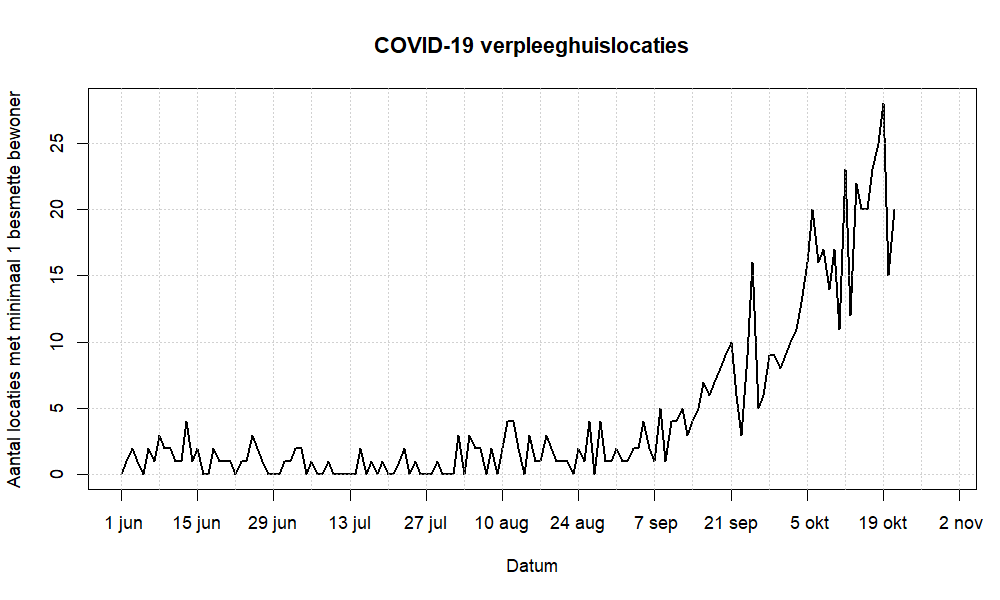 COVID-19 verpleeghuislocaties
Aantal locaties met minimaal 1 besmette bewoner
25
20
15
10
5
0
1 jun 15 jun 29 jun 13 jul 27 jul 10 aug 24 aug 7 sep 21 sep 5 okt 19 okt 2 nov
Datum